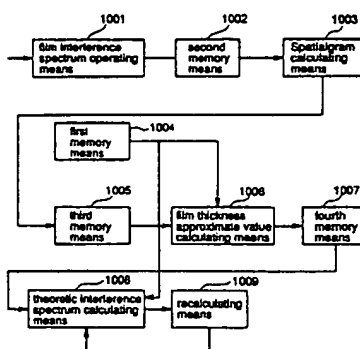 1001
1002
1003
film interference
spectrum operating
means
second
memory
means
Spatialgram
calculating
means
first
memory
means
1004
1005
1006
1007
third
memory
means
film thickness
approximate value
calculating means
fourth
memory
means
1008
1009
theoretic interference
spectrum calculating
means
recalculating
means